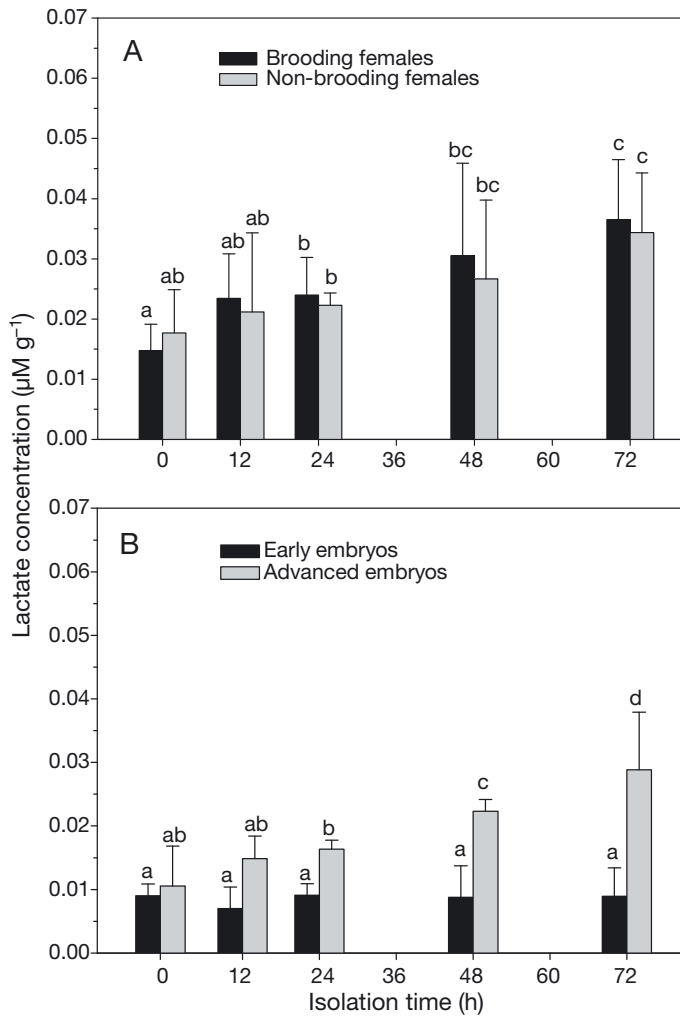 0.07
A
Brooding females
Non-brooding females
0.06
0.05
bc
c
c
bc
0.04
ab
ab
b
ab
b
0.03
a
0.02
0.01
0.00
0 12 24 36 48 60 72
Lactate concentration (µM g–1)
0.07
B
Early embryos
Advanced embryos
0.06
0.05
0.04
d
0.03
c
ab
ab
b
0.02
a
a
a
a
a
0.01
0.00
0 12 24 36 48 60 72
Isolation time (h)